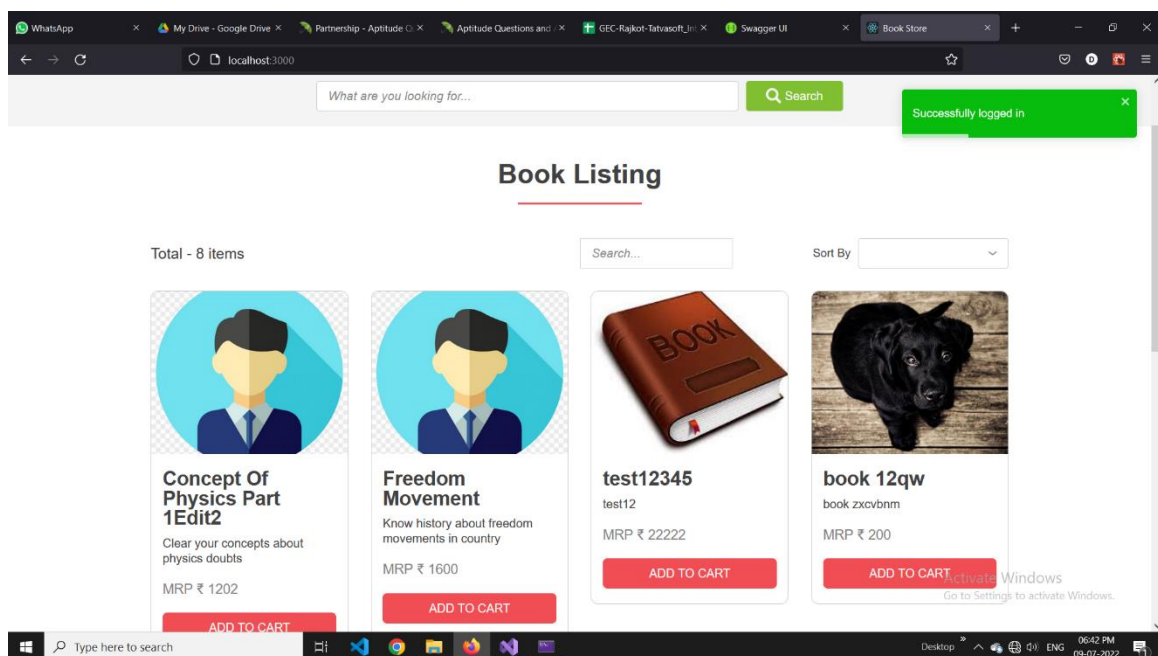 WhatsApp
My Drive - Google Drive
Partnership - Aptitude
Aptitude Questions and
GEC-Rajkot-Tatvasoft_Int
Swagger UI
Book Store
localhost:3000
What are you looking for...
Search
Successfully logged in
Book Listing
Total - 8 items
Search...
Sort By
BOOK
Concept Of
Physics Part
1Edit2
Clear your concepts about
physics doubts
MRP ₹ 1202
ADD TO CART
Freedom
Movement
Know history about freedom
movements in country
MRP ₹ 1600
ADD TO CART
test12345
test12
MRP ₹ 22222
ADD TO CART
book 12qw
book zxcvbnm
MRP ₹ 200
ADD TO CART
Activate Windows
Go to Settings to activate Windows.
Type here to search
Desktop
ENG
06:42 PM
09-07-2022